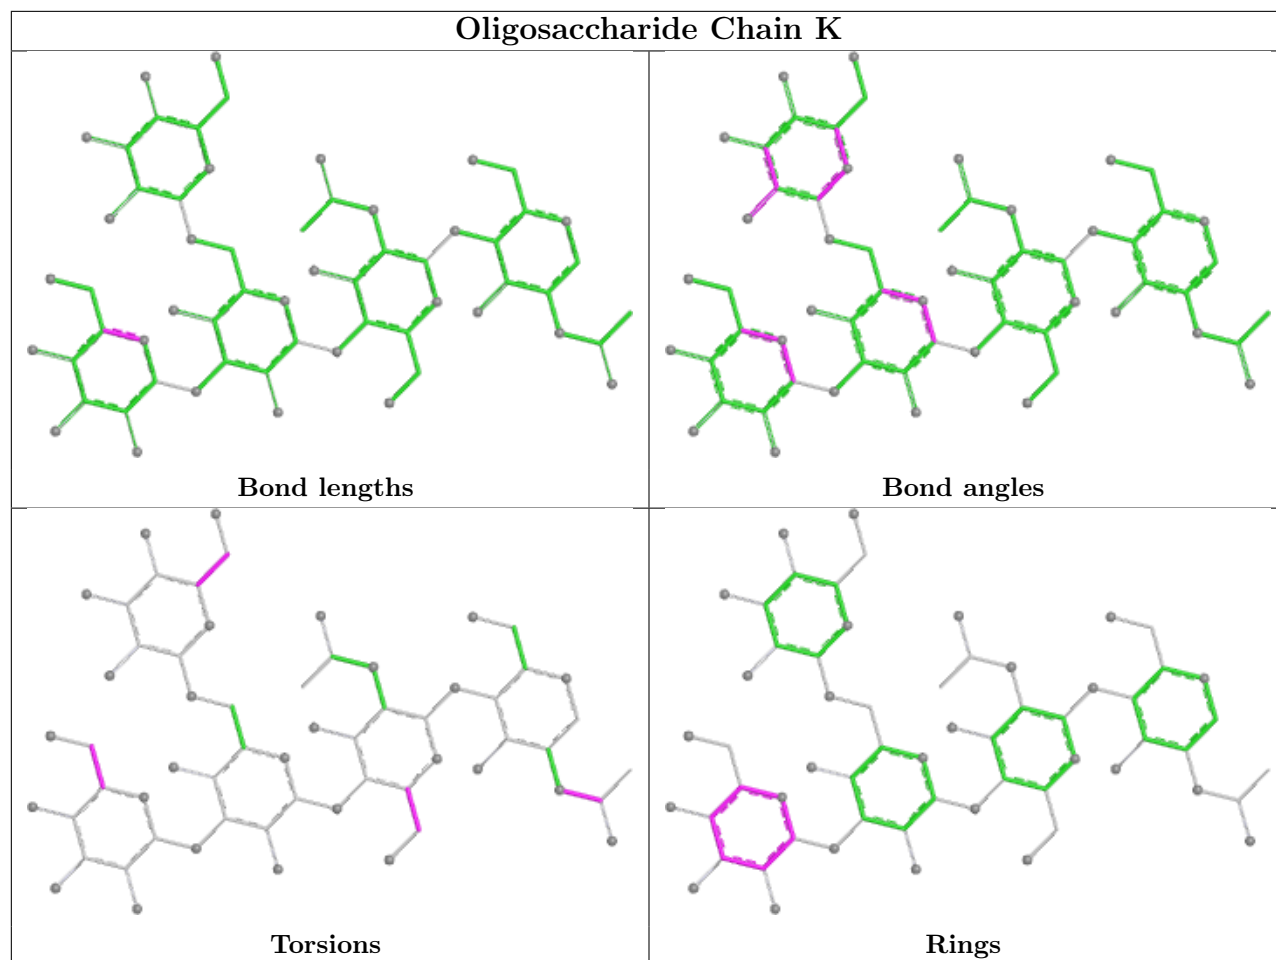 Oligosaccharide Chain K
Bond lengths
Bond angles
Torsions
Rings